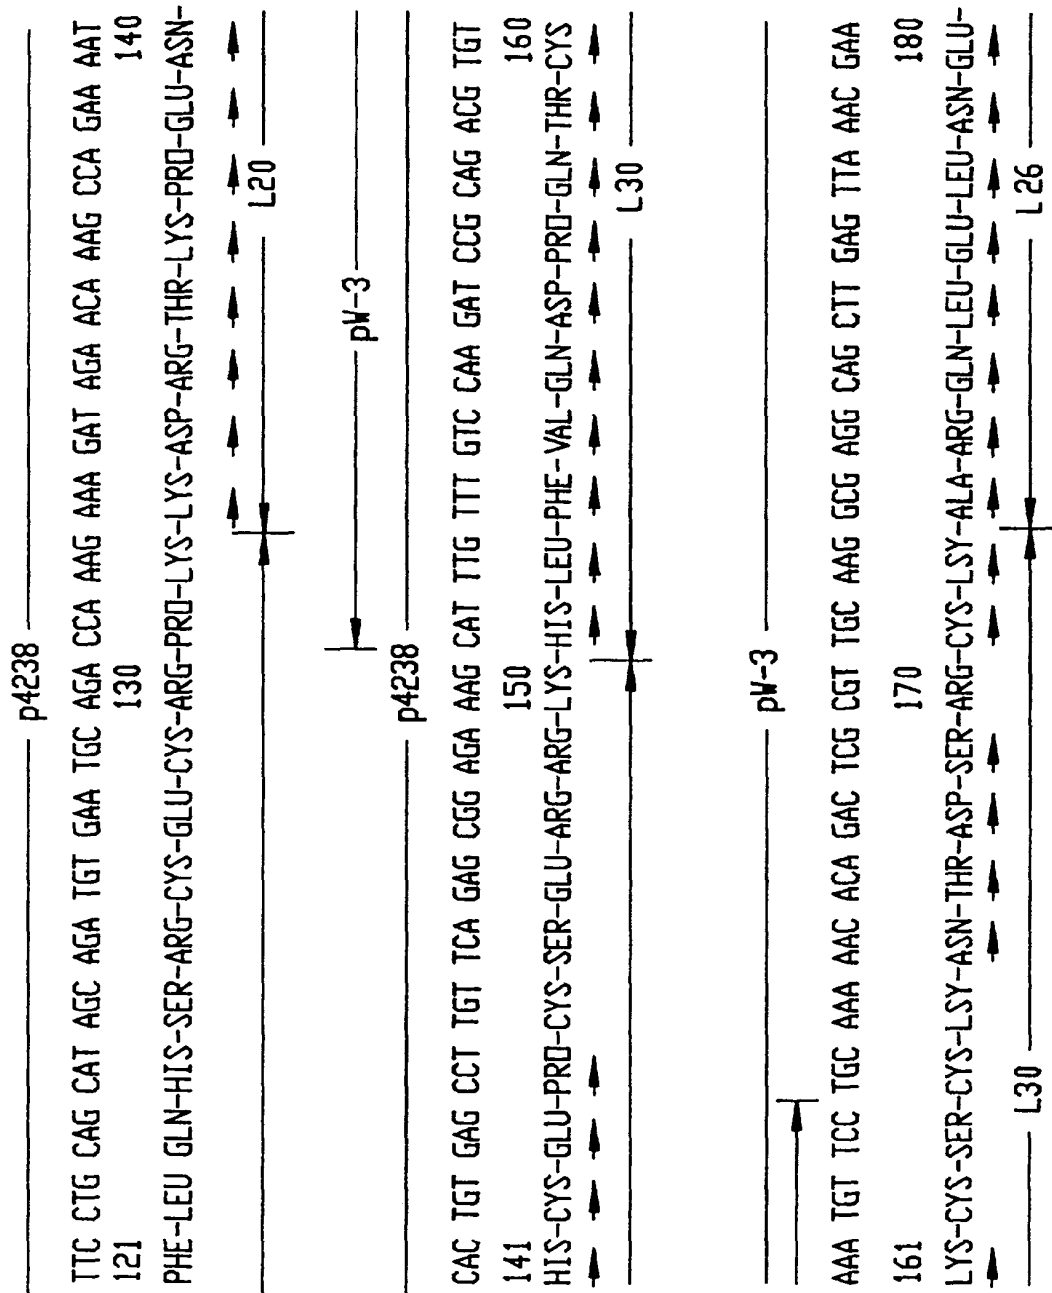 p4238
TTC CTG CAG CAT AGC AGA TGT GAA TGC AGA CCA AAG AAA GAT AGA ACA AAG CCA GAA AAT
121 130 140
PHE-LEU GLN-HIS-SER-ARG-CYS-GLU-CYS-ARG-PRO-LYS-LYS-ASP-ARG-THR-LYS-PRO-GLU-ASN-
L20
pW-3
p4238
CAC TGT GAG CCT TGT TCA GAG CGG AGA AAG CAT TTG TTT GTC CAA GAT CCG CAG ACG TGT
141 150 160
HIS-CYS-GLU-PRO-CYS-SER-GLU-ARG-ARG-LYS-HIS-LEU-PHE-VAL-GLN-ASP-PRO-GLN-THR-CYS
L30
pW-3
AAA TGT TCC TGC AAA AAC ACA GAC TCG CGT TGC AAG GCG AGG CAG CTT GAG TTA AAC GAA
161 170 180
LYS-CYS-SER-CYS-LSY-ASN-THR-ASP-SER-ARG-CYS-LSY-ALA-ARG-GLN-LEU-GLU-LEU-ASN-GLU-
L30 L26